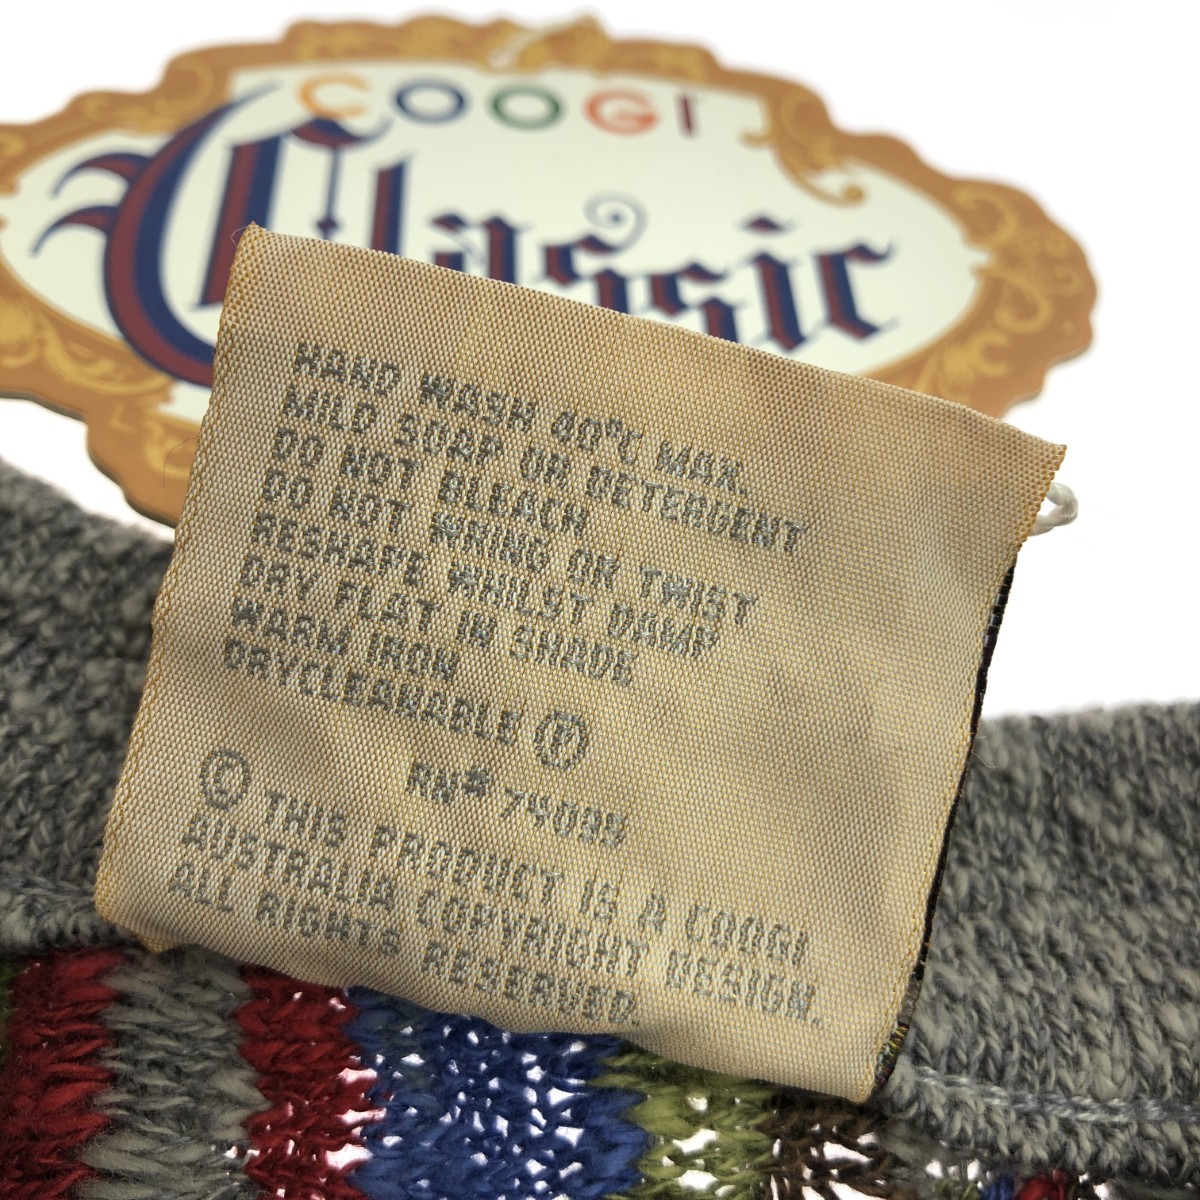 COOGI
Classic
HAND WASH 40°C MAX.
MILD SOAP OR DETERGENT
DO NOT BLEACH
DO NOT WRING OR TWIST
RESHAPE WHILST DAMP
DRY FLAT IN SHADE
WARM IRON
DRYCLEANABLE Ⓟ
RN# 74095
© THIS PRODUCT IS A COOGI
AUSTRALIA COPYRIGHT DESIGN.
ALL RIGHTS RESERVED.